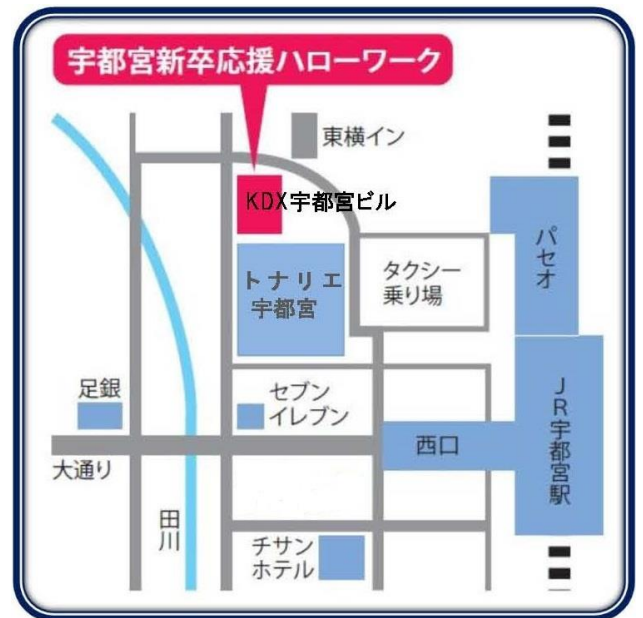 宇都宮新卒応援ハローワーク
東横イン
KDX宇都宮ビル
パセオ
トナリエ
宇都宮
タクシー
乗り場
足銀
セブン
イレブン
JR宇都宮駅
西口
大通り
田川
チサン
ホテル